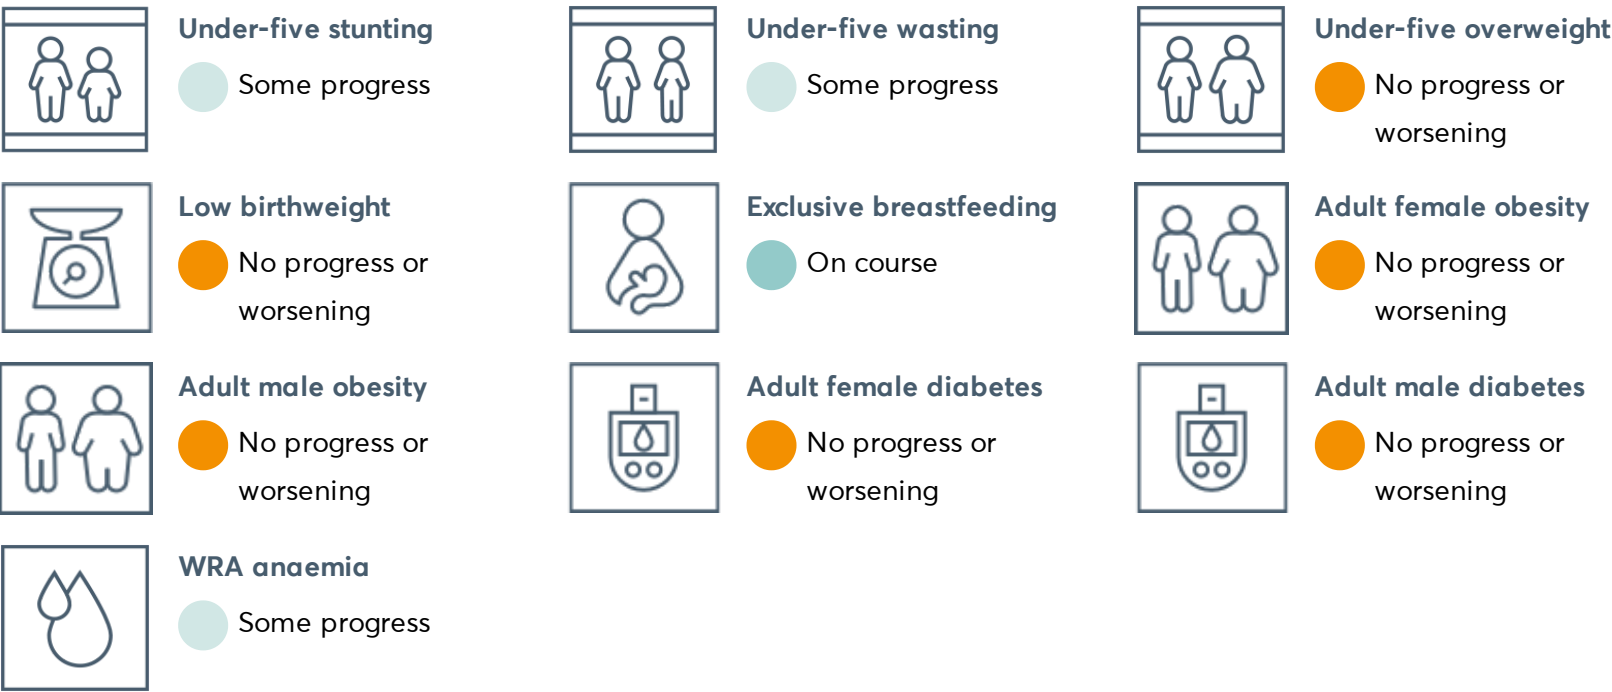 Under-five stunting
Some progress
Under-five wasting
Some progress
Under-five overweight
No progress or
worsening
Low birthweight
No progress or
worsening
Exclusive breastfeeding
On course
Adult female obesity
No progress or
worsening
Adult male obesity
No progress or
worsening
Adult female diabetes
No progress or
worsening
Adult male diabetes
No progress or
worsening
WRA anaemia
Some progress